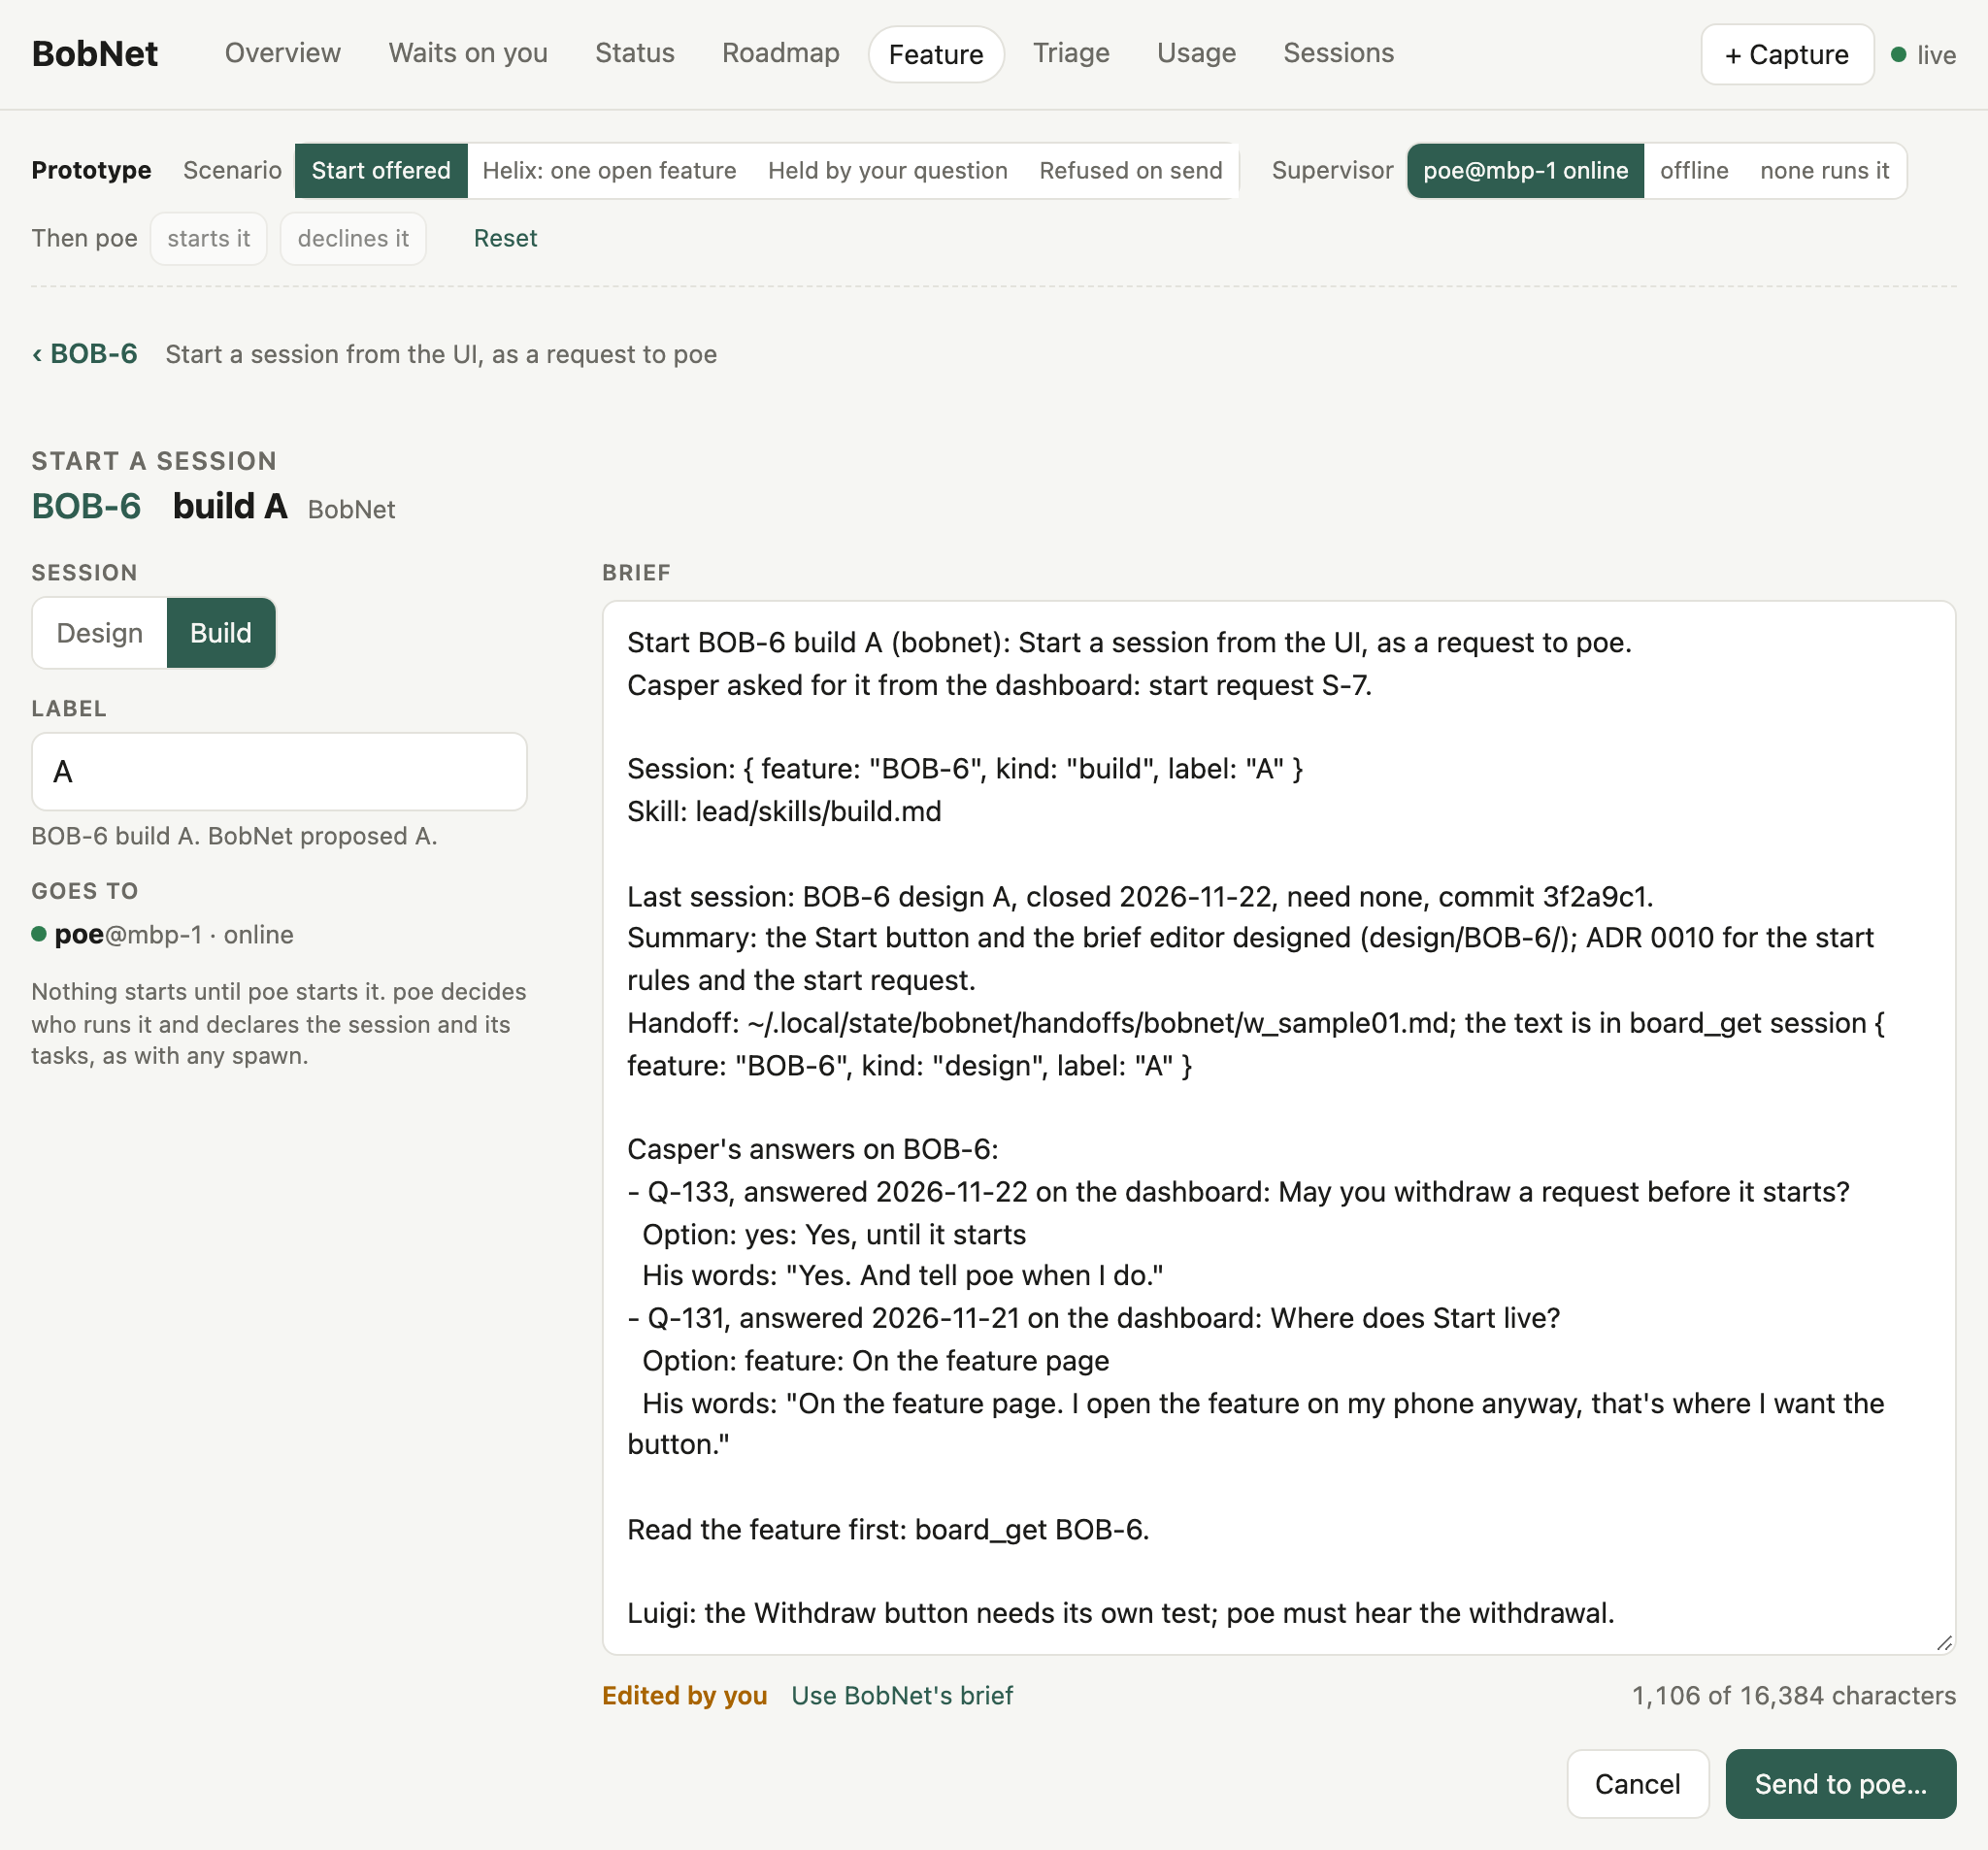 BobNet Overview Waits on you Status Roadmap Feature Triage Usage Sessions + Capture live
Prototype Scenario Start offered Helix: one open feature Held by your question Refused on send Supervisor poe@mbp-1 online offline none runs it
Then poe starts it declines it Reset
‹ BOB-6 Start a session from the UI, as a request to poe
START A SESSION
BOB-6 build A BobNet
SESSION
Design Build
LABEL
A
BOB-6 build A. BobNet proposed A.
GOES TO
poe@mbp-1 · online
Nothing starts until poe starts it. poe decides
who runs it and declares the session and its
tasks, as with any spawn.
BRIEF
Start BOB-6 build A (bobnet): Start a session from the UI, as a request to poe.
Casper asked for it from the dashboard: start request S-7.
Session: { feature: "BOB-6", kind: "build", label: "A" }
Skill: lead/skills/build.md
Last session: BOB-6 design A, closed 2026-11-22, need none, commit 3f2a9c1.
Summary: the Start button and the brief editor designed (design/BOB-6/); ADR 0010 for the start
rules and the start request.
Handoff: ~/.local/state/bobnet/handoffs/bobnet/w_sample01.md; the text is in board_get session {
feature: "BOB-6", kind: "design", label: "A" }
Casper's answers on BOB-6:
- Q-133, answered 2026-11-22 on the dashboard: May you withdraw a request before it starts?
Option: yes: Yes, until it starts
His words: "Yes. And tell poe when I do."
- Q-131, answered 2026-11-21 on the dashboard: Where does Start live?
Option: feature: On the feature page
His words: "On the feature page. I open the feature on my phone anyway, that's where I want the
button."
Read the feature first: board_get BOB-6.
Luigi: the Withdraw button needs its own test; poe must hear the withdrawal.
Edited by you Use BobNet's brief 1,106 of 16,384 characters
Cancel Send to poe…